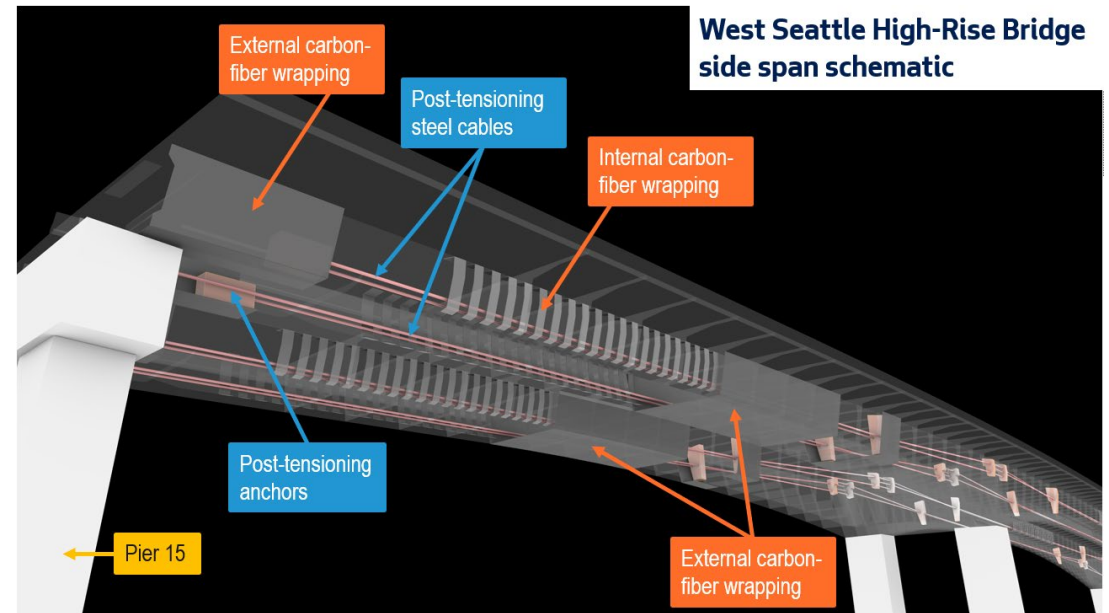 West Seattle High-Rise Bridge
side span schematic
External carbon-
fiber wrapping
Post-tensioning
steel cables
Internal carbon-
fiber wrapping
Post-tensioning
anchors
Pier 15
External carbon-
fiber wrapping